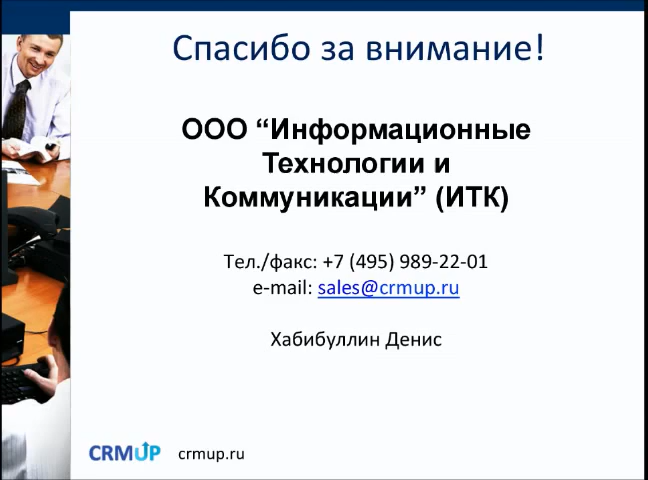 Спасибо за внимание!
ООО “Информационные
Технологии и
Коммуникации” (ИТК)
Тел./факс: +7 (495) 989-22-01
e-mail: sales@crmup.ru
Хабибуллин Денис
CRMUP crmup.ru